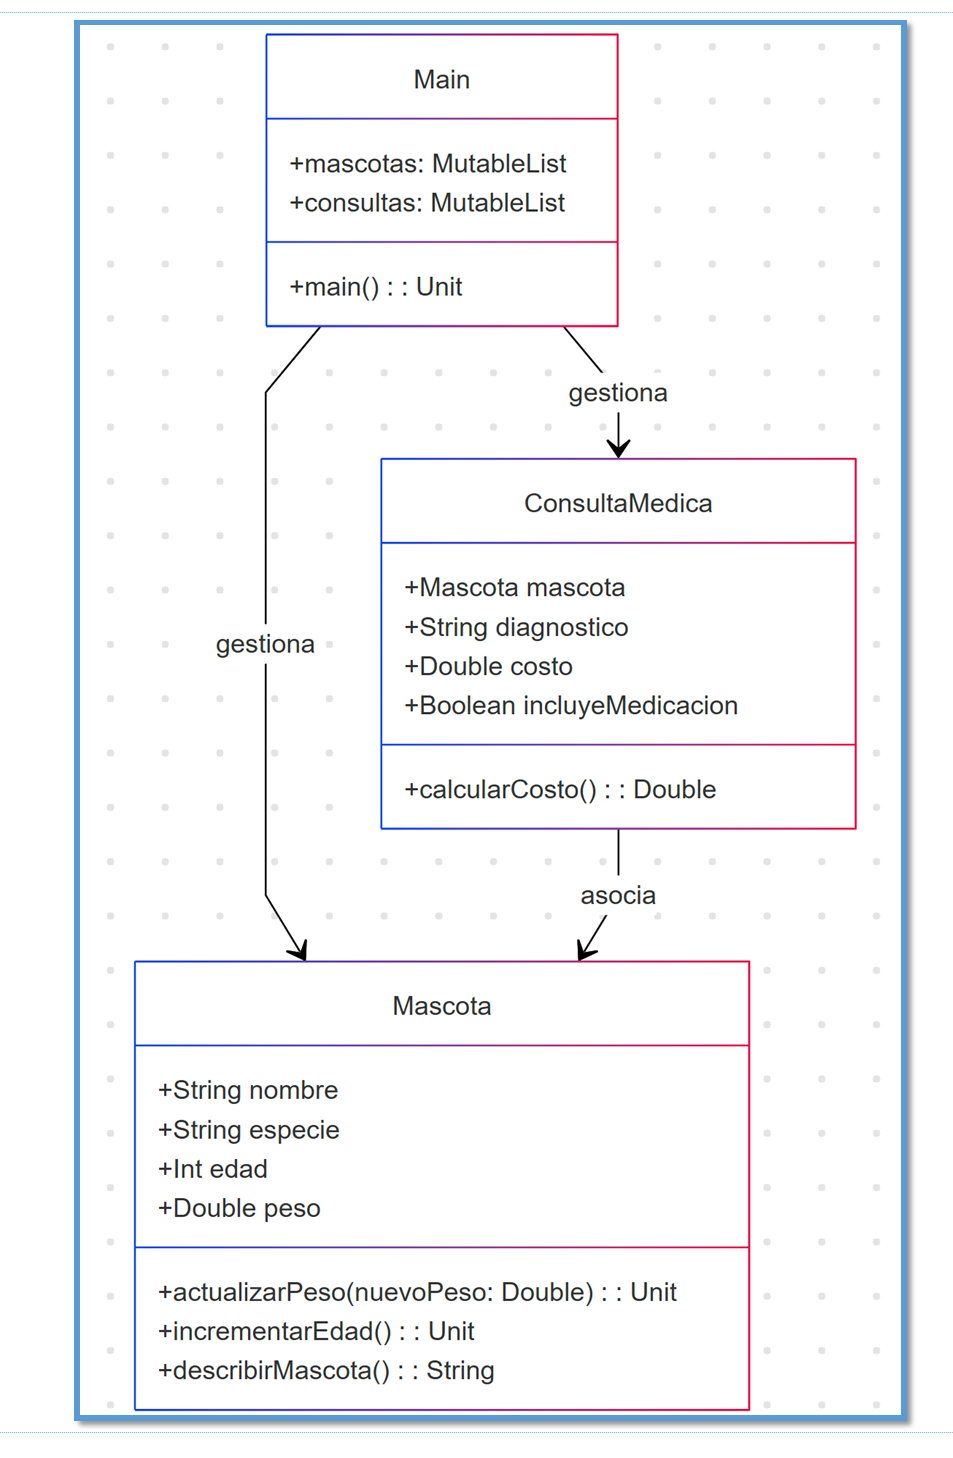 Main
+mascotas: MutableList
+consultas: MutableList
+main() : : Unit
gestiona
ConsultaMedica
+Mascota mascota
+String diagnostico
+Double costo
+Boolean incluyeMedicacion
+calcularCosto() : : Double
gestiona
asocia
Mascota
+String nombre
+String especie
+Int edad
+Double peso
+actualizarPeso(nuevoPeso: Double) : : Unit
+incrementarEdad() : : Unit
+describirMascota() : : String